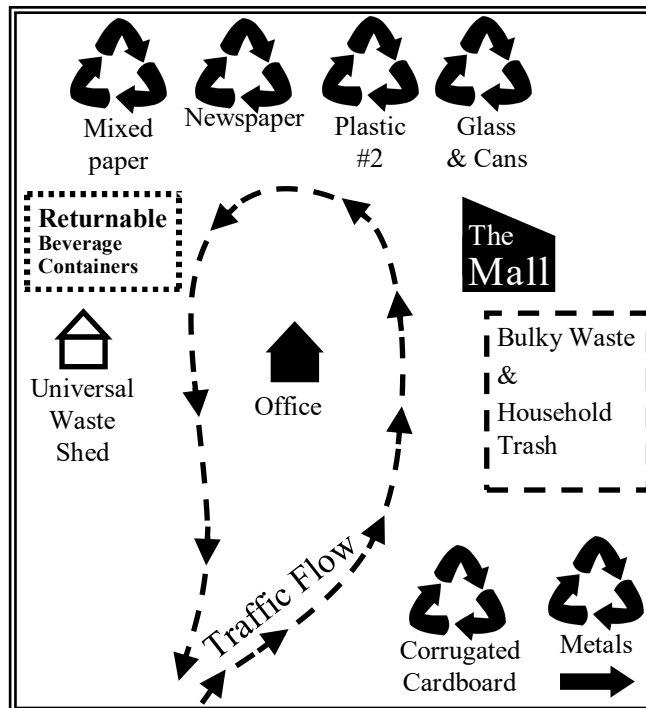 Mixed
paper
Newspaper
Plastic
#2
Glass
& Cans
Returnable
Beverage
Containers
The
Mall
Universal
Waste
Shed
Office
Bulky Waste
&
Household
Trash
Traffic Flow
Corrugated
Cardboard
Metals